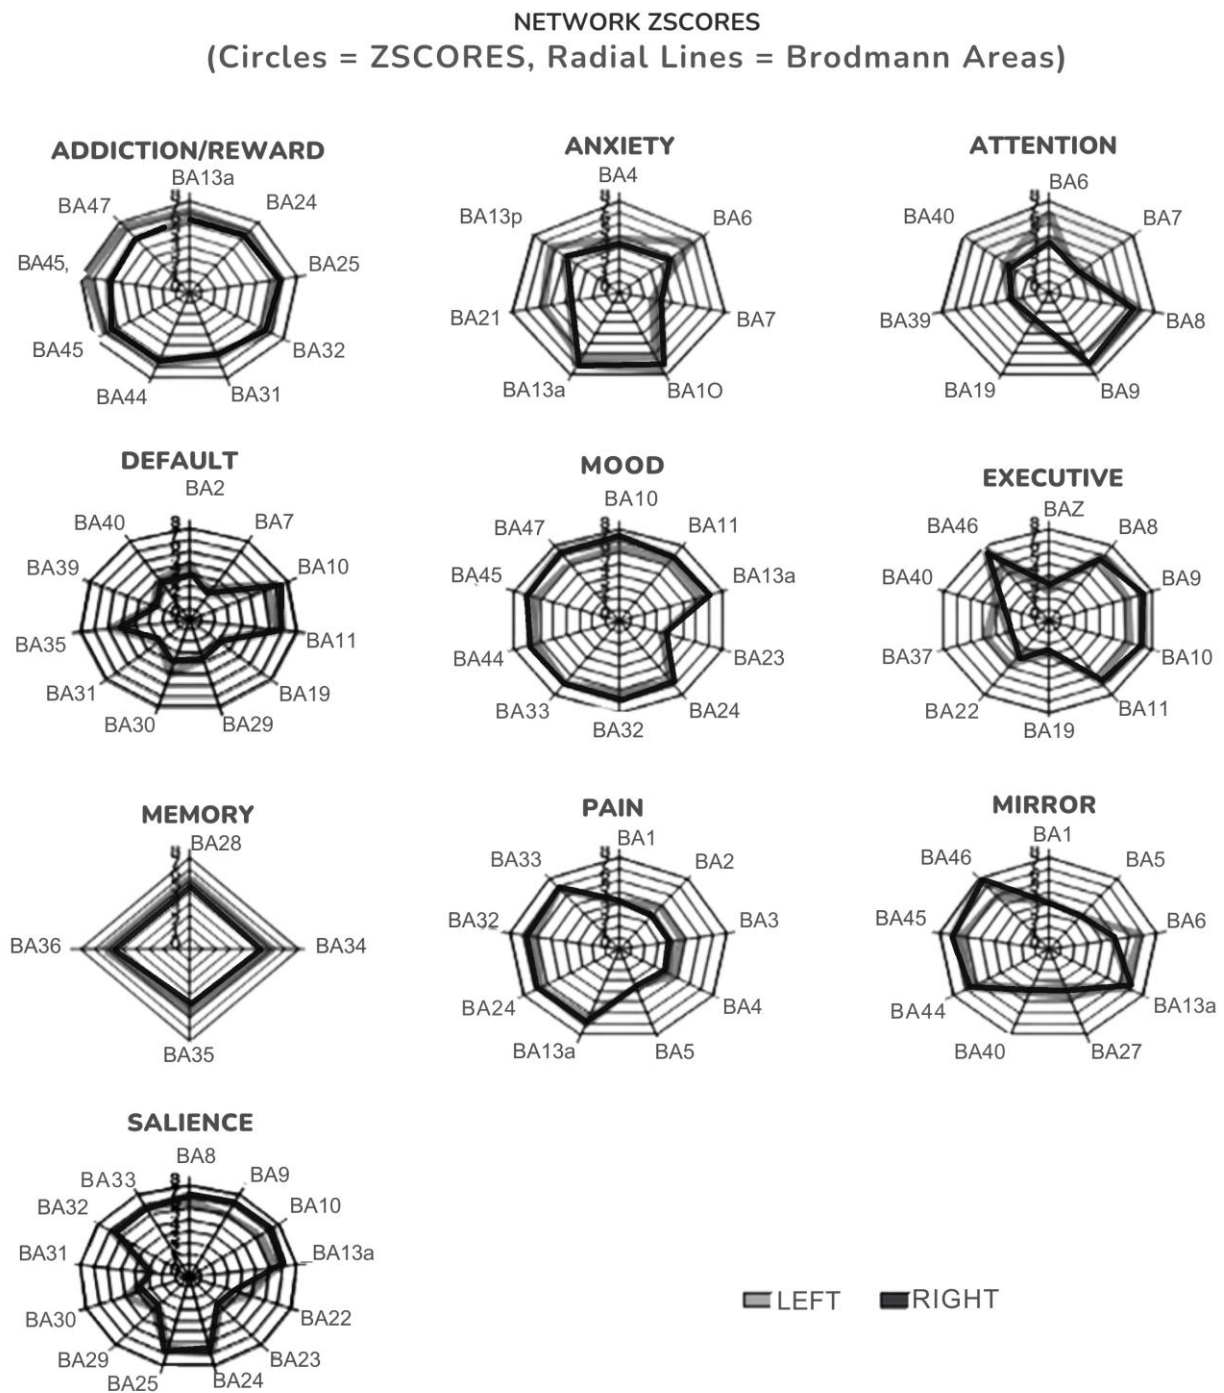 NETWORK ZSCORES
(Circles = ZSCORES, Radial Lines = Brodmann Areas)
ADDICTION/REWARD
BA13a
BA24
BA25
BA32
BA31
BA44
BA45
BA45,
BA47
ANXIETY
BA4
BA6
BA7
BA1O
BA13a
BA21
BA13p
ATTENTION
BA6
BA7
BA8
BA9
BA19
BA39
BA40
DEFAULT
BA2
BA7
BA10
BA11
BA19
BA29
BA30
BA31
BA35
BA39
BA40
MOOD
BA10
BA11
BA13a
BA23
BA24
BA32
BA33
BA44
BA45
BA47
EXECUTIVE
BAZ
BA8
BA9
BA10
BA11
BA19
BA22
BA37
BA40
BA46
MEMORY
BA28
BA34
BA35
BA36
PAIN
BA1
BA2
BA3
BA4
BA5
BA13a
BA24
BA32
BA33
MIRROR
BA1
BA5
BA6
BA13a
BA27
BA40
BA44
BA45
BA46
SALIENCE
BA8
BA9
BA10
BA13a
BA22
BA23
BA24
BA25
BA29
BA30
BA31
BA32
BA33
LEFT RIGHT